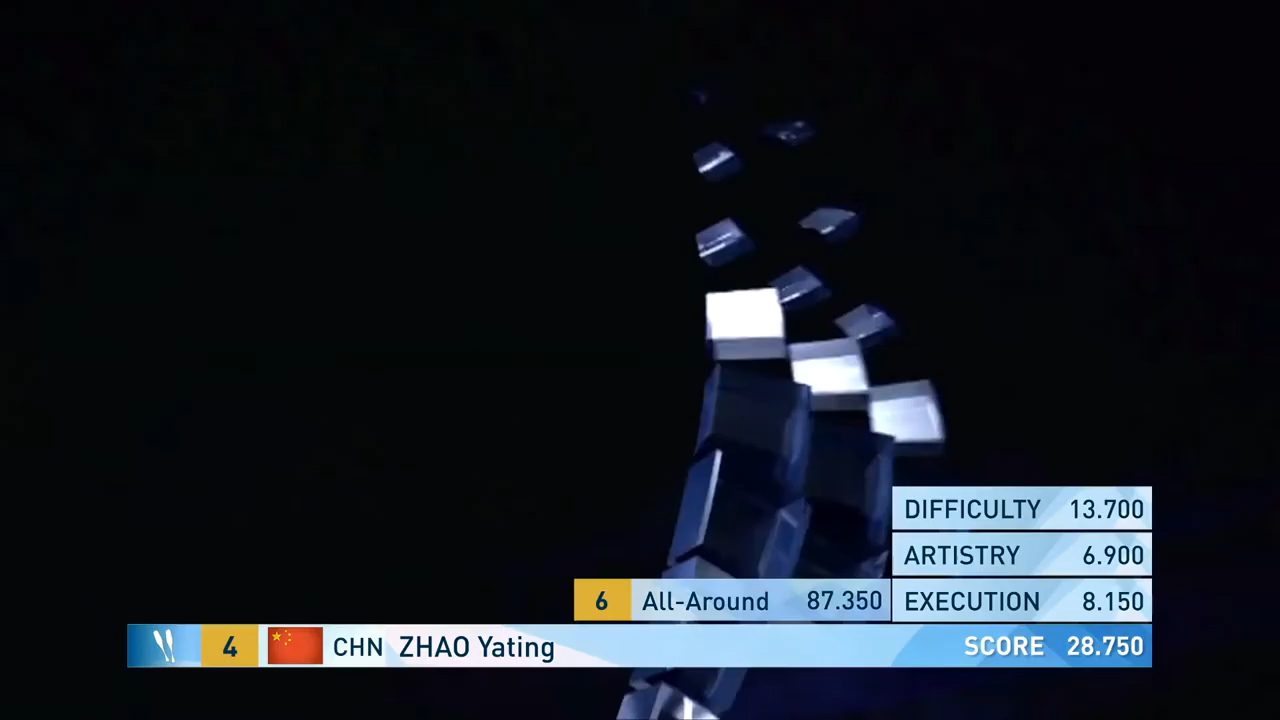 DIFFICULTY 13.700
ARTISTRY 6.900
6 All-Around 87.350 EXECUTION 8.150
4 CHN ZHAO Yating SCORE 28.750